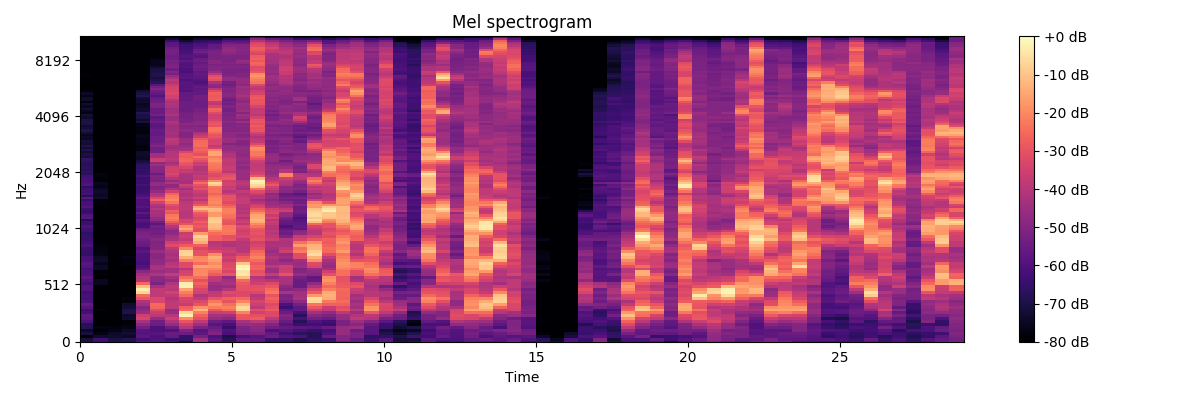 Mel spectrogram
Hz
8192
4096
2048
1024
512
0
0 5 10 15 20 25
Time
+0 dB
-10 dB
-20 dB
-30 dB
-40 dB
-50 dB
-60 dB
-70 dB
-80 dB